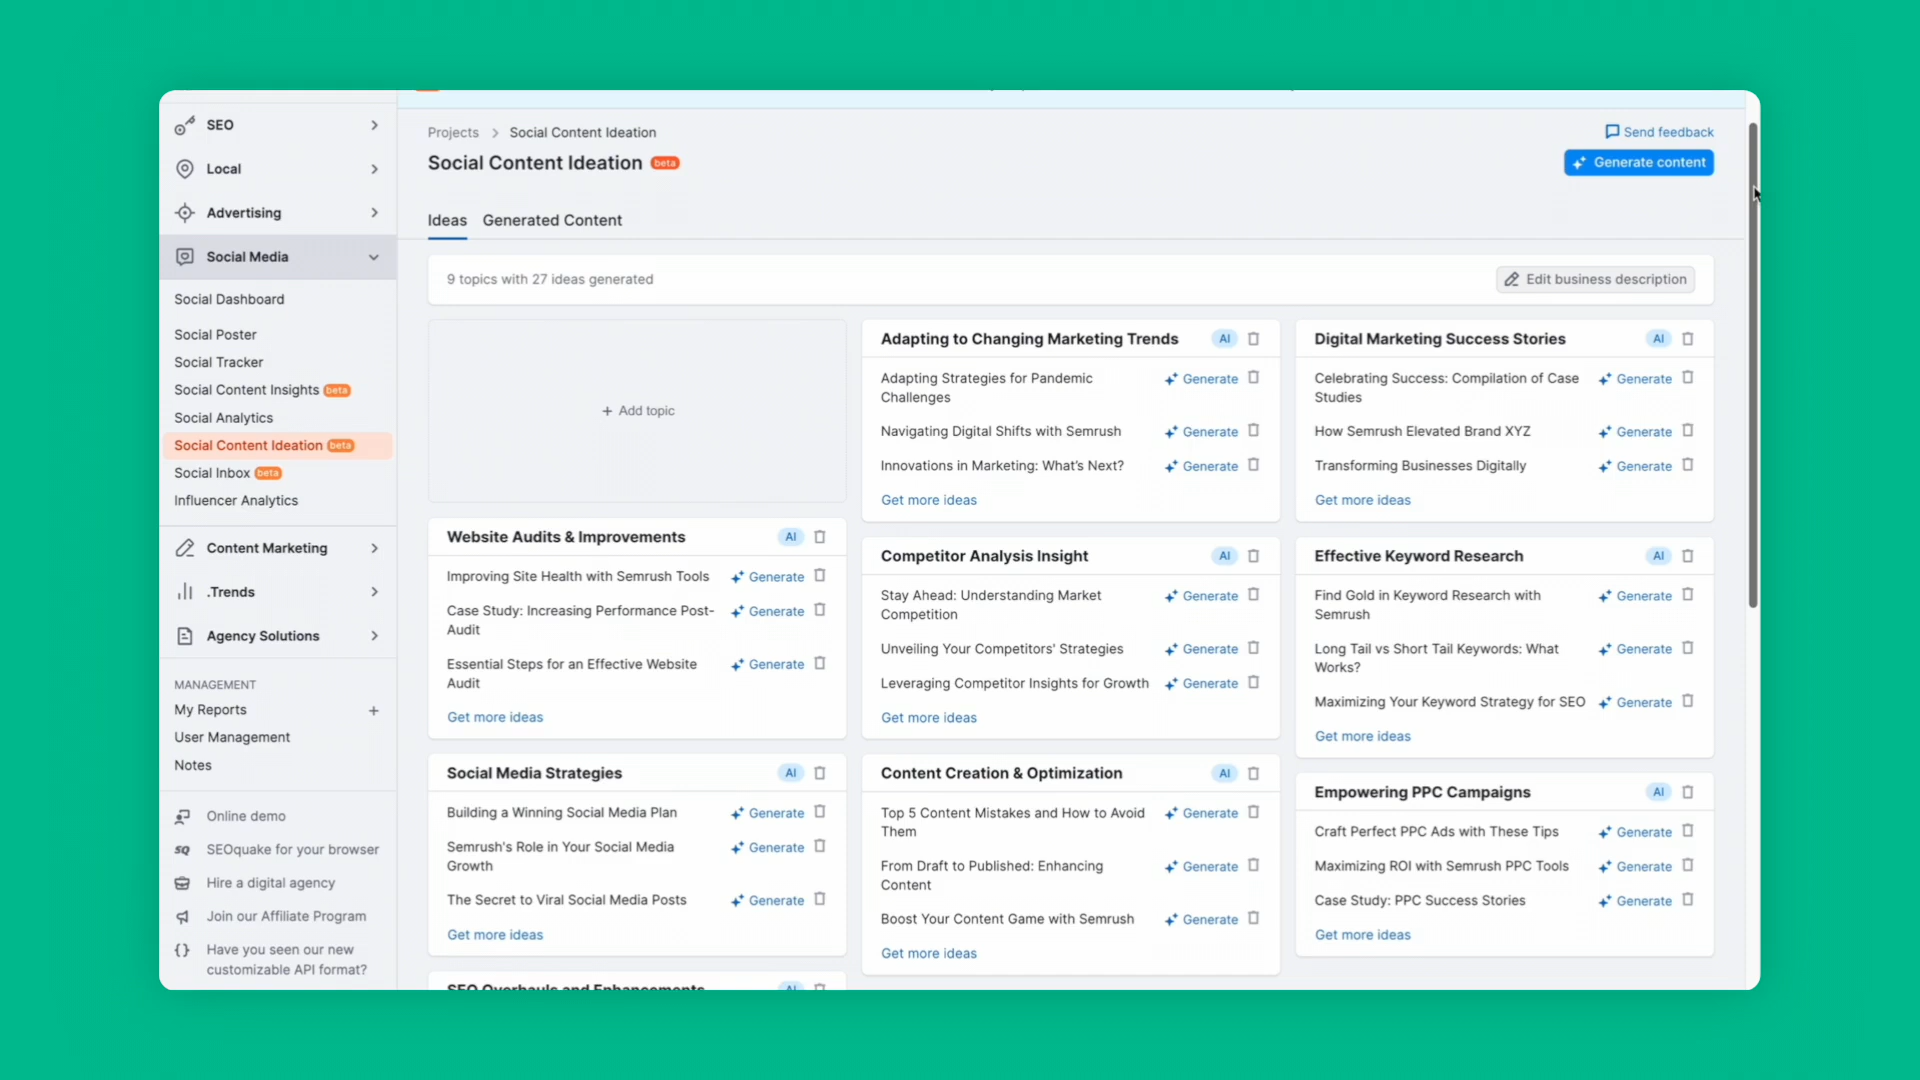 SEO
Local
Advertising
Social Media
Social Dashboard
Social Poster
Social Tracker
Social Content Insights beta
Social Analytics
Social Content Ideation beta
Social Inbox beta
Influencer Analytics
Content Marketing
.Trends
Agency Solutions
MANAGEMENT
My Reports +
User Management
Notes
Online demo
SQ SEOquake for your browser
Hire a digital agency
Join our Affiliate Program
{} Have you seen our new
customizable API format?
Projects > Social Content Ideation
Send feedback
Social Content Ideation beta
Generate content
Ideas Generated Content
9 topics with 27 ideas generated
Edit business description
+ Add topic
Website Audits & Improvements AI
Improving Site Health with Semrush Tools Generate
Case Study: Increasing Performance Post- Generate
Audit
Essential Steps for an Effective Website Generate
Audit
Get more ideas
Social Media Strategies AI
Building a Winning Social Media Plan Generate
Semrush's Role in Your Social Media Generate
Growth
The Secret to Viral Social Media Posts Generate
Get more ideas
SEO Overhauls and Enhancements AI
Adapting to Changing Marketing Trends AI
Adapting Strategies for Pandemic Generate
Challenges
Navigating Digital Shifts with Semrush Generate
Innovations in Marketing: What's Next? Generate
Get more ideas
Competitor Analysis Insight AI
Stay Ahead: Understanding Market Generate
Competition
Unveiling Your Competitors' Strategies Generate
Leveraging Competitor Insights for Growth Generate
Get more ideas
Content Creation & Optimization AI
Top 5 Content Mistakes and How to Avoid Generate
Them
From Draft to Published: Enhancing Generate
Content
Boost Your Content Game with Semrush Generate
Get more ideas
Digital Marketing Success Stories AI
Celebrating Success: Compilation of Case Generate
Studies
How Semrush Elevated Brand XYZ Generate
Transforming Businesses Digitally Generate
Get more ideas
Effective Keyword Research AI
Find Gold in Keyword Research with Generate
Semrush
Long Tail vs Short Tail Keywords: What Generate
Works?
Maximizing Your Keyword Strategy for SEO Generate
Get more ideas
Empowering PPC Campaigns AI
Craft Perfect PPC Ads with These Tips Generate
Maximizing ROI with Semrush PPC Tools Generate
Case Study: PPC Success Stories Generate
Get more ideas